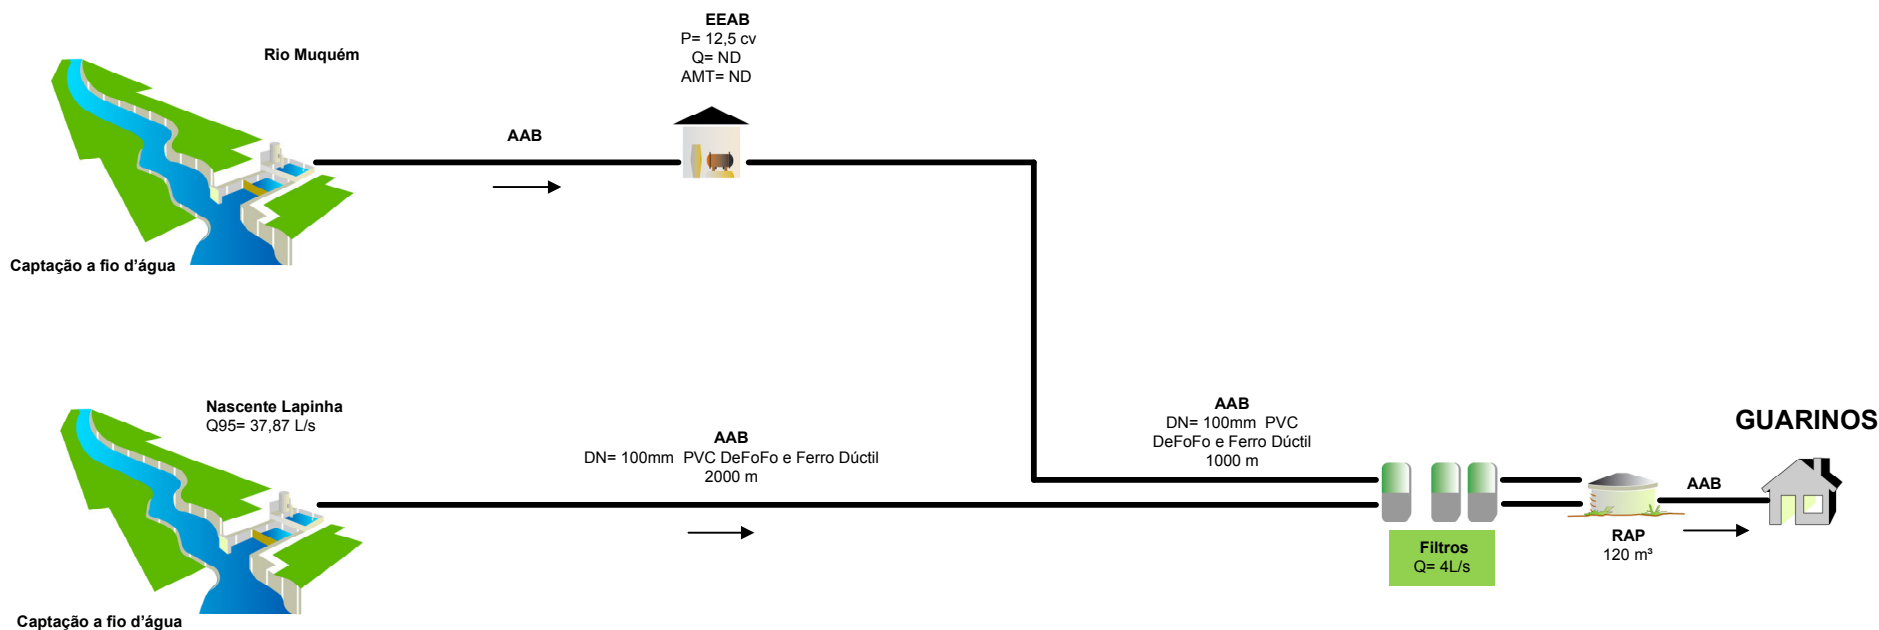 EEAB
P= 12,5 cv
Q= ND
AMT= ND
Rio Muquém
AAB
Captação a fio d'água
Nascente Lapinha
Q95= 37,87 L/s
AAB
DN= 100mm PVC DeFoFo e Ferro Dúctil
2000 m
AAB
DN= 100mm PVC
DeFoFo e Ferro Dúctil
1000 m
GUARINOS
AAB
Filtros
Q= 4L/s
RAP
120 m³
Captação a fio d'água